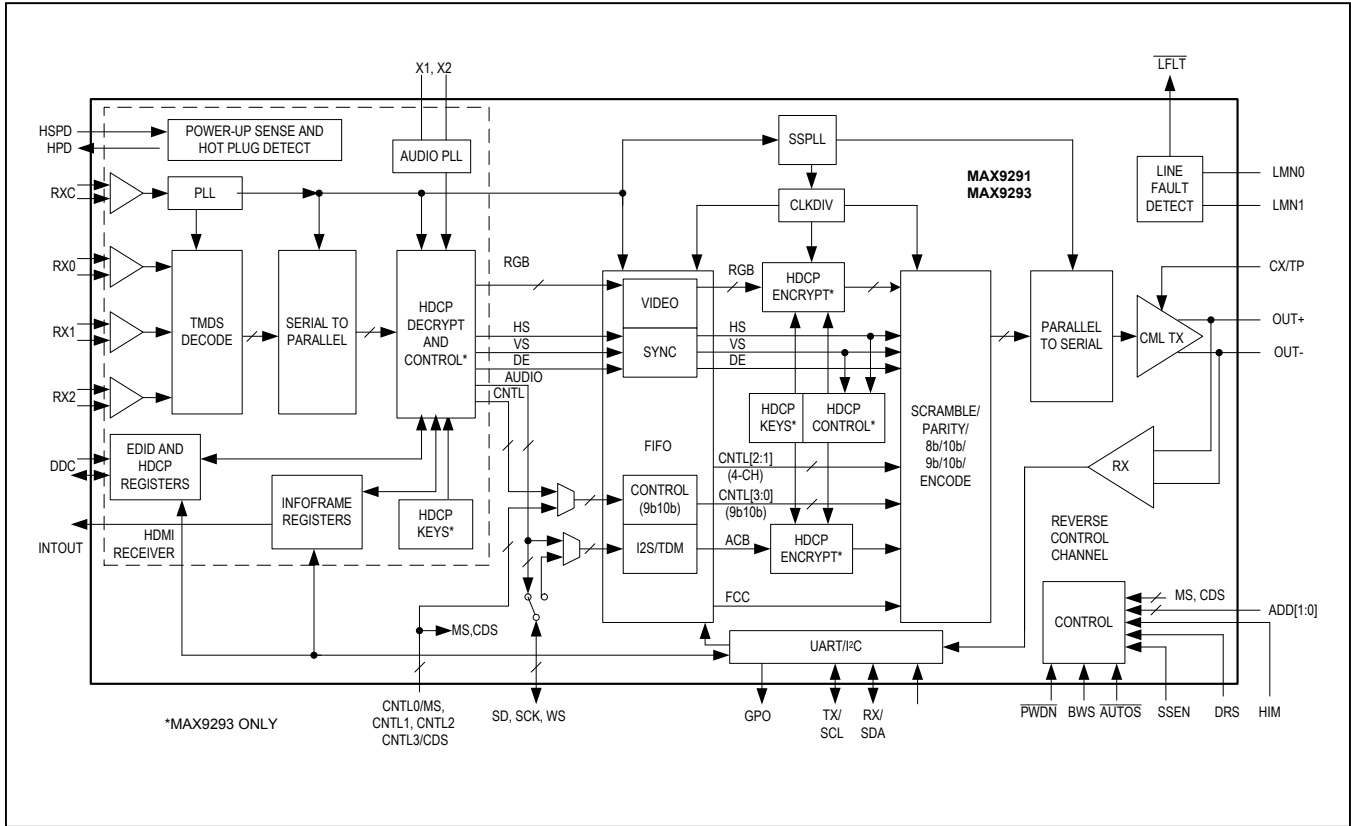 X1, X2
LFLT
HSPD
HPD
POWER-UP SENSE AND
HOT PLUG DETECT
AUDIO PLL
SSPLL
MAX9291
MAX9293
LINE
FAULT
DETECT
LMN0
LMN1
RXC
PLL
CLKDIV
RX0
RX1
RX2
TMDS
DECODE
SERIAL TO
PARALLEL
HDCP
DECRYPT
AND
CONTROL*
RGB
HS
VS
DE
AUDIO
CNTL
VIDEO
SYNC
FIFO
RGB
HS
VS
DE
HDCP
ENCRYPT*
HDCP
KEYS*
HDCP
CONTROL*
SCRAMBLE/
PARITY/
8b/10b/
9b/10b/
ENCODE
PARALLEL
TO SERIAL
CML TX
CX/TP
OUT+
OUT-
DDC
EDID AND
HDCP
REGISTERS
INFOFRAME
REGISTERS
HDCP
KEYS*
INTOUT
HDMI
RECEIVER
CONTROL
(9b10b)
I2S/TDM
CNTL[2:1]
(4-CH)
CNTL[3:0]
(9b10b)
ACB
HDCP
ENCRYPT*
FCC
RX
REVERSE
CONTROL
CHANNEL
MS,CDS
UART/I²C
CONTROL
MS, CDS
ADD[1:0]
*MAX9293 ONLY
CNTL0/MS,
CNTL1, CNTL2
CNTL3/CDS
SD, SCK, WS
GPO
TX/
SCL
RX/
SDA
PWDN
BWS
AUTOS
SSEN
DRS
HIM